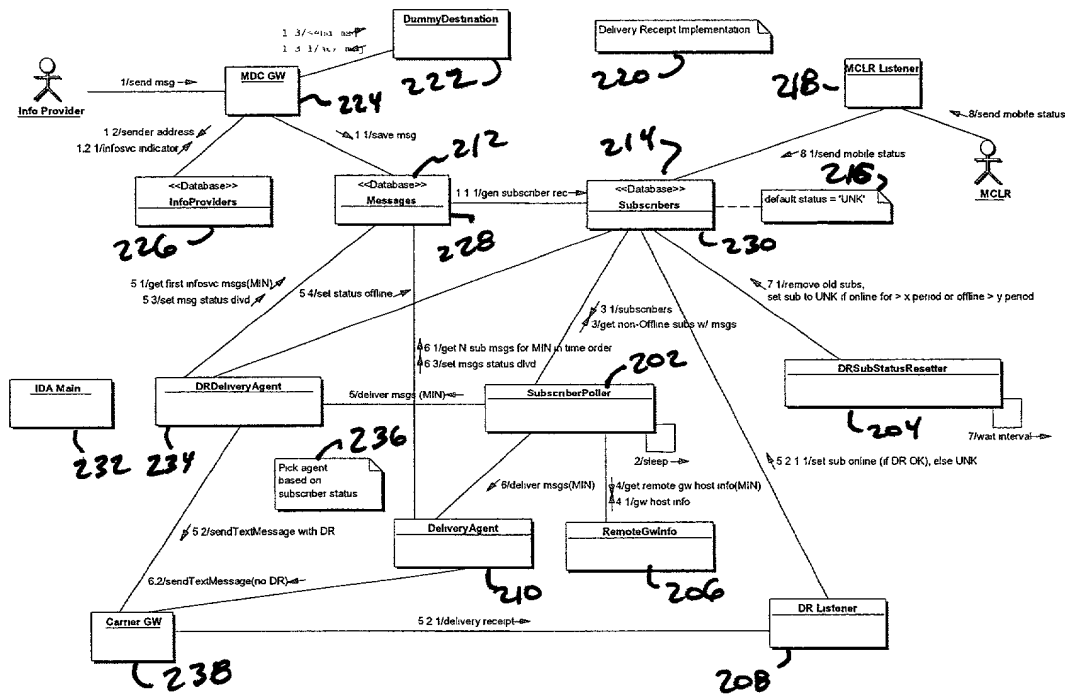 DummyDestination
222
Delivery Receipt Implementation
220
MCLR Listener
218
1/send msg
Info Provider
MDC GW
224
8/send mobile status
MCLR
1 2/sender address
1.2 1/infosvc indicator
1 1/save msg
212
214
8 1/send mobile status
216
<<Database>>
InfoProviders
226
<<Database>>
Messages
228
1 1 1/gen subscriber rec
<<Database>>
Subscribers
230
default status = 'UNK'
5 1/get first infosvc msgs(MIN)
5 3/set msg status dlvd
5 4/set status offline
3 1/subscribers
3/get non-Offline subs w/ msgs
7 1/remove old subs,
set sub to UNK if online for > x period or offline > y period
6 1/get N sub msgs for MIN in time order
6 3/set msgs status dlvd
202
IDA Main
232
DRDeliveryAgent
234
5/deliver msgs (MIN)
SubscriberPoller
DRSubStatusResetter
204
7/wait interval
236
Pick agent
based on
subscriber status
2/sleep
5 2 1 1/set sub online (if DR OK), else UNK
6/deliver msgs(MIN)
4/get remote gw host info(MIN)
4 1/gw host info
5 2/sendTextMessage with DR
DeliveryAgent
210
RemoteGwInfo
206
6.2/sendTextMessage(no DR)
Carrier GW
238
5 2 1/delivery receipt
DR Listener
208